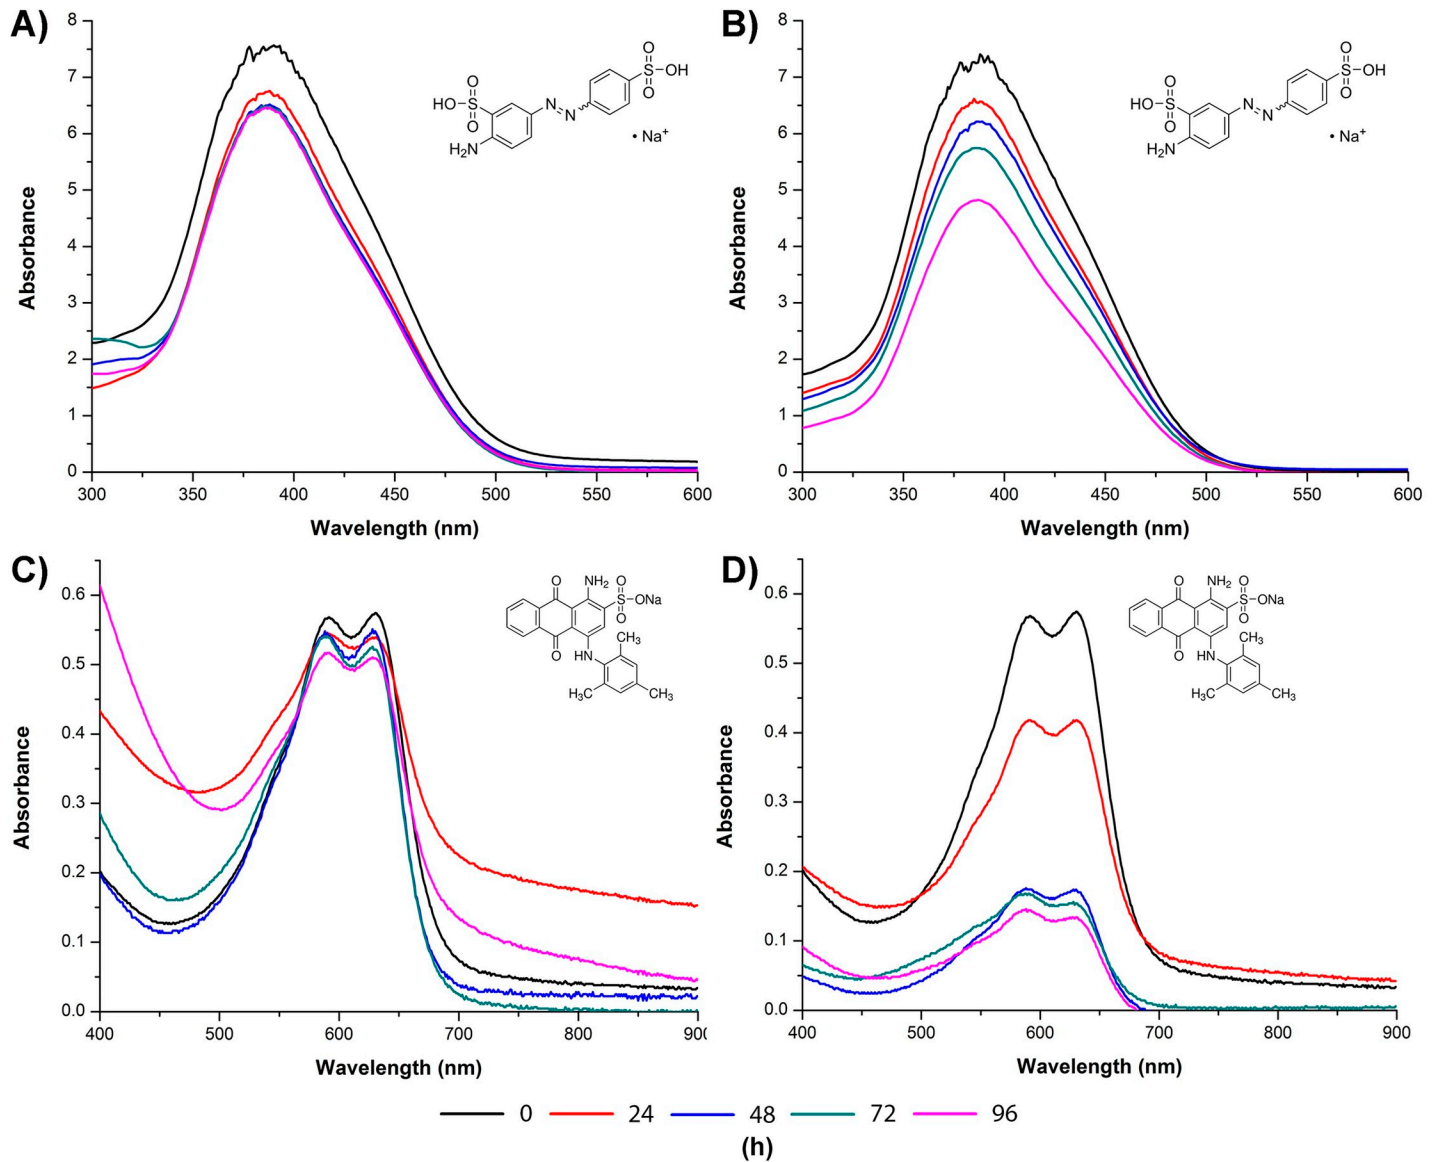 A)
8
7
6
5
4
3
2
1
0
Absorbance
300 350 400 450 500 550 600
Wavelength (nm)
O
HO-S
O
H₂N
N=N
O
S-OH
O
• Na⁺
B)
8
7
6
5
4
3
2
1
0
Absorbance
300 350 400 450 500 550 600
Wavelength (nm)
O
HO-S
O
H₂N
N=N
O
S-OH
O
• Na⁺
C)
0.6
0.5
0.4
0.3
0.2
0.1
0.0
Absorbance
400 500 600 700 800 900
Wavelength (nm)
O NH₂ O
S-ONa
O
O HN CH₃
H₃C CH₃
D)
0.6
0.5
0.4
0.3
0.2
0.1
0.0
Absorbance
400 500 600 700 800 900
Wavelength (nm)
O NH₂ O
S-ONa
O
O HN CH₃
H₃C CH₃
0 24 48 72 96
(h)